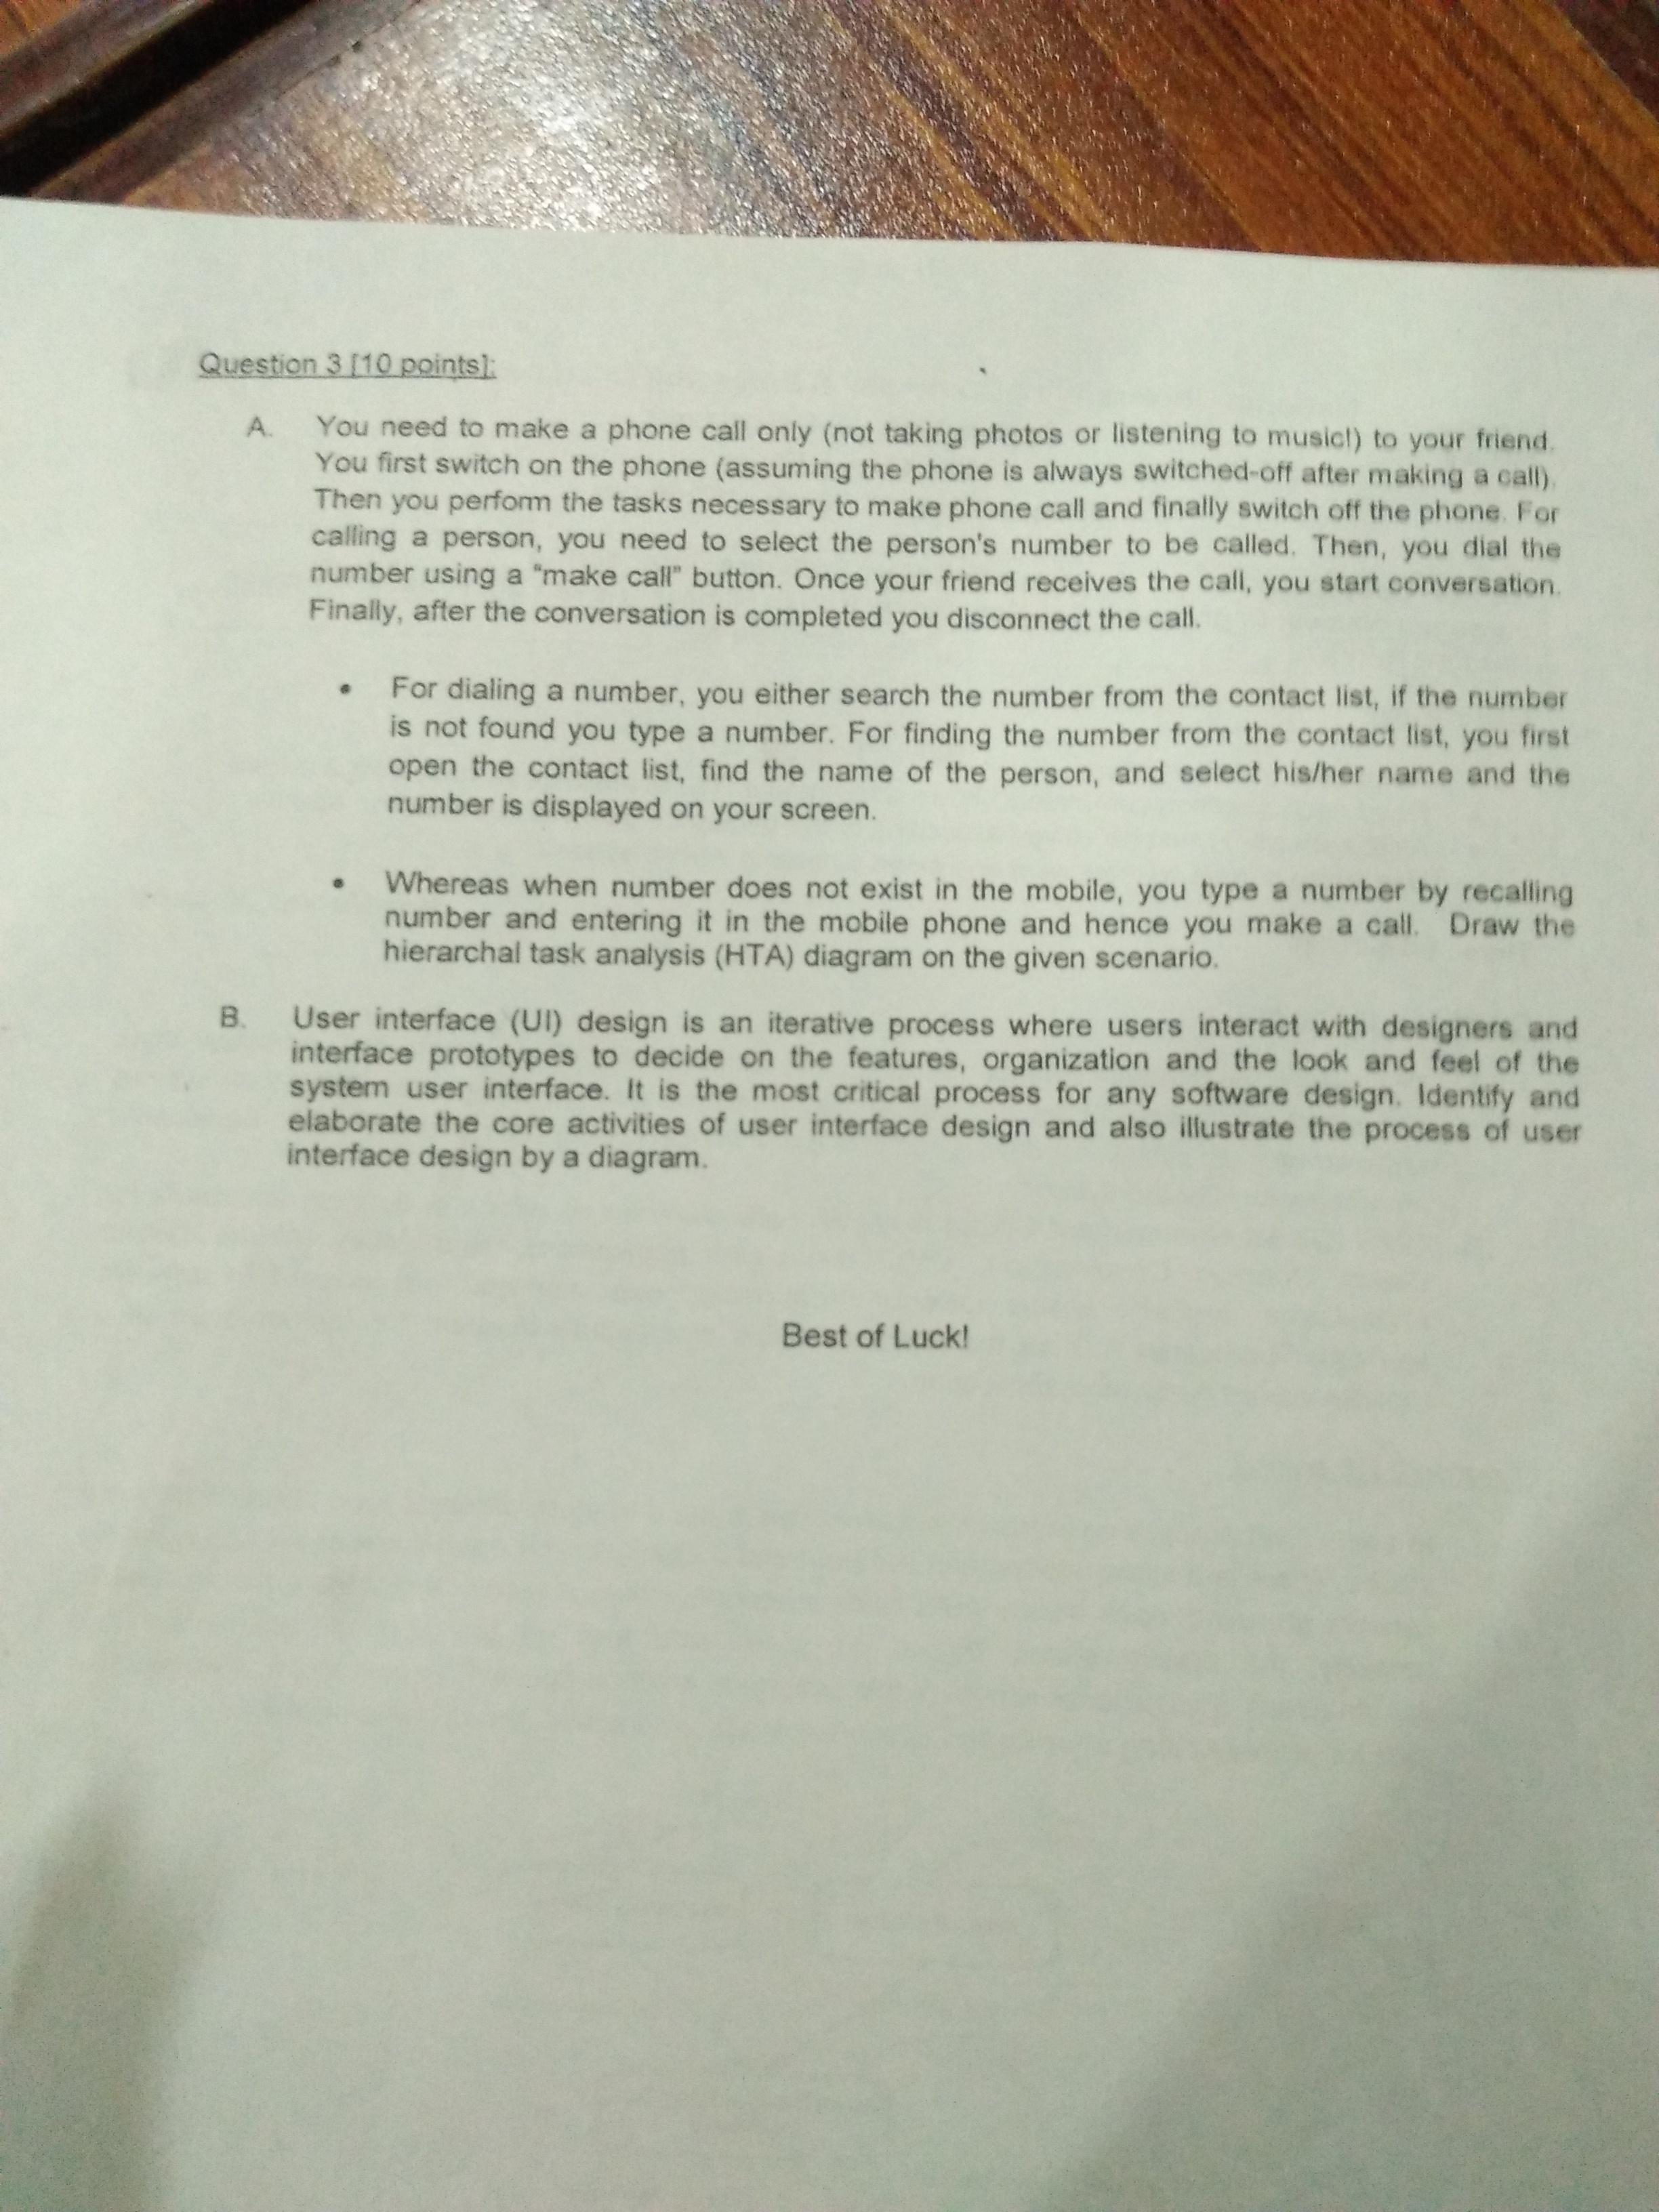 Question 3 [10 points]:
A. You need to make a phone call only (not taking photos or listening to music!) to your friend.
You first switch on the phone (assuming the phone is always switched-off after making a call).
Then you perform the tasks necessary to make phone call and finally switch off the phone. For
calling a person, you need to select the person's number to be called. Then, you dial the
number using a “make call” button. Once your friend receives the call, you start conversation.
Finally, after the conversation is completed you disconnect the call.
• For dialing a number, you either search the number from the contact list, if the number
is not found you type a number. For finding the number from the contact list, you first
open the contact list, find the name of the person, and select his/her name and the
number is displayed on your screen.
• Whereas when number does not exist in the mobile, you type a number by recalling
number and entering it in the mobile phone and hence you make a call. Draw the
hierarchal task analysis (HTA) diagram on the given scenario.
B. User interface (UI) design is an iterative process where users interact with designers and
interface prototypes to decide on the features, organization and the look and feel of the
system user interface. It is the most critical process for any software design. Identify and
elaborate the core activities of user interface design and also illustrate the process of user
interface design by a diagram.
Best of Luck!